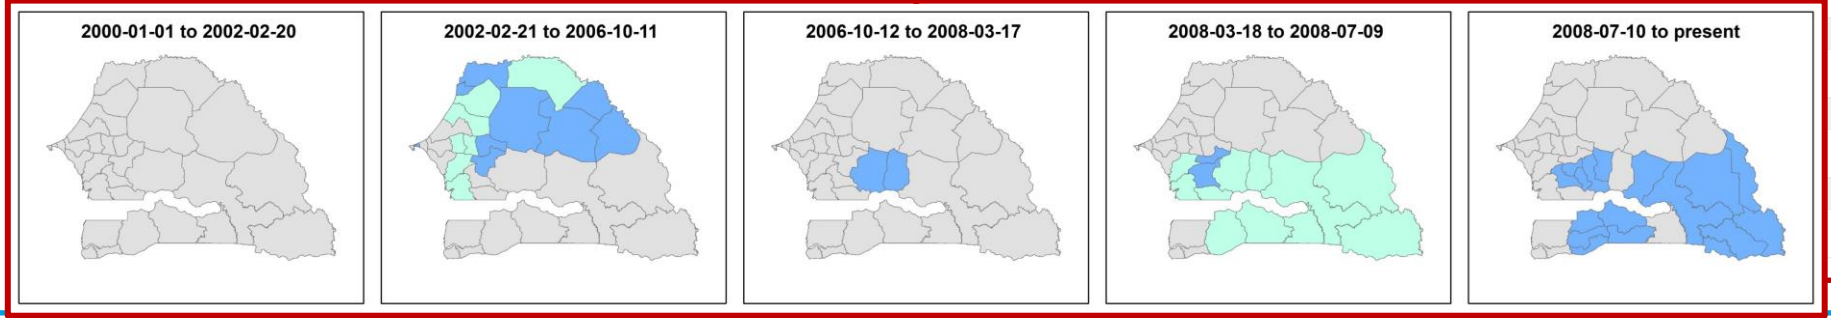 2000-01-01 to 2002-02-20
2002-02-21 to 2006-10-11
2006-10-12 to 2008-03-17
2008-03-18 to 2008-07-09
2008-07-10 to present